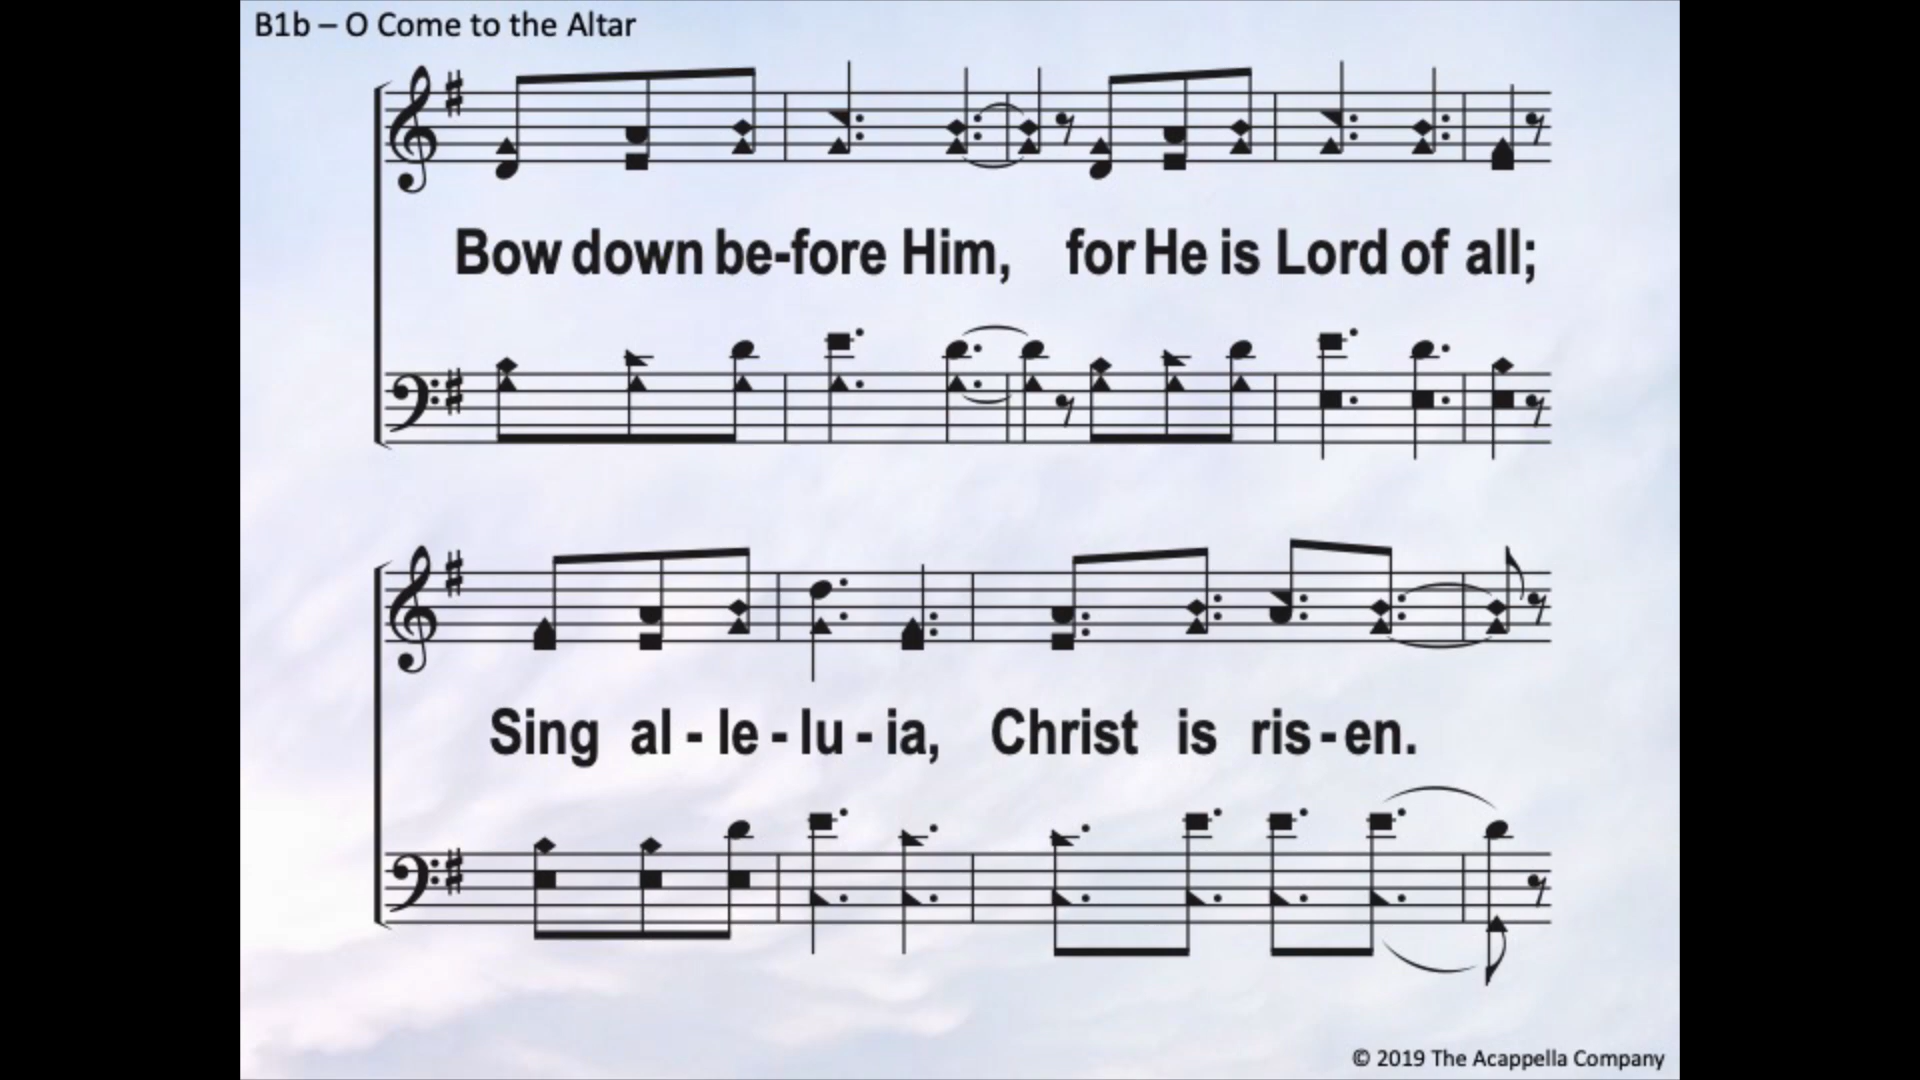 B1b – O Come to the Altar
Bow down be-fore Him, for He is Lord of all;
Sing al - le - lu - ia, Christ is ris - en.
© 2019 The Acappella Company